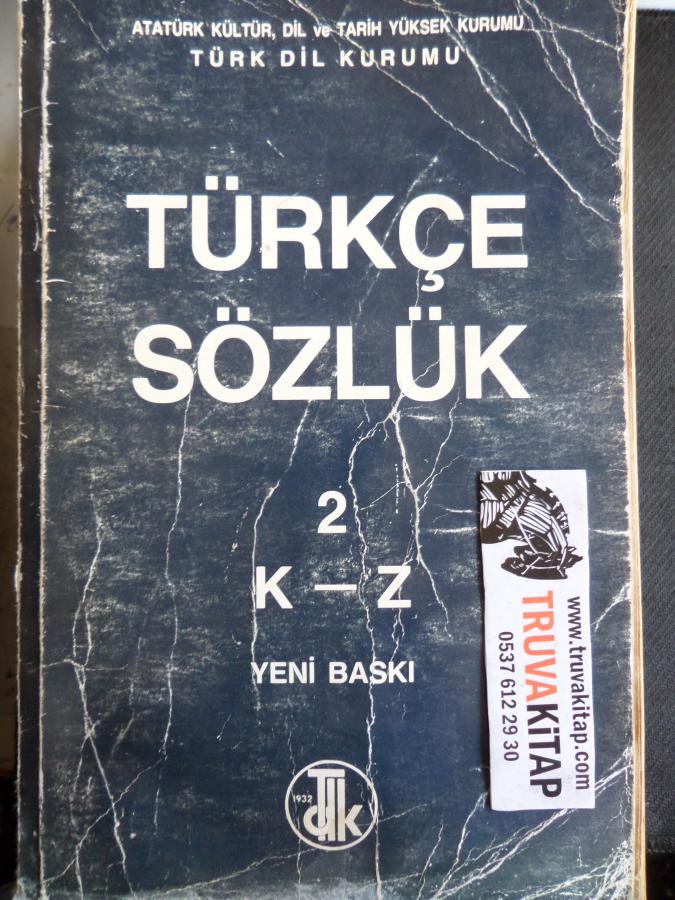 ATATÜRK KÜLTÜR, DİL ve TARİH YÜKSEK KURUMU
TÜRK DİL KURUMU
TÜRKÇE
SÖZLÜK
2
K — Z
YENİ BASKI
1932
Tdk
www.truvakitap.com
TRUVAKİTAP
0537 612 29 30